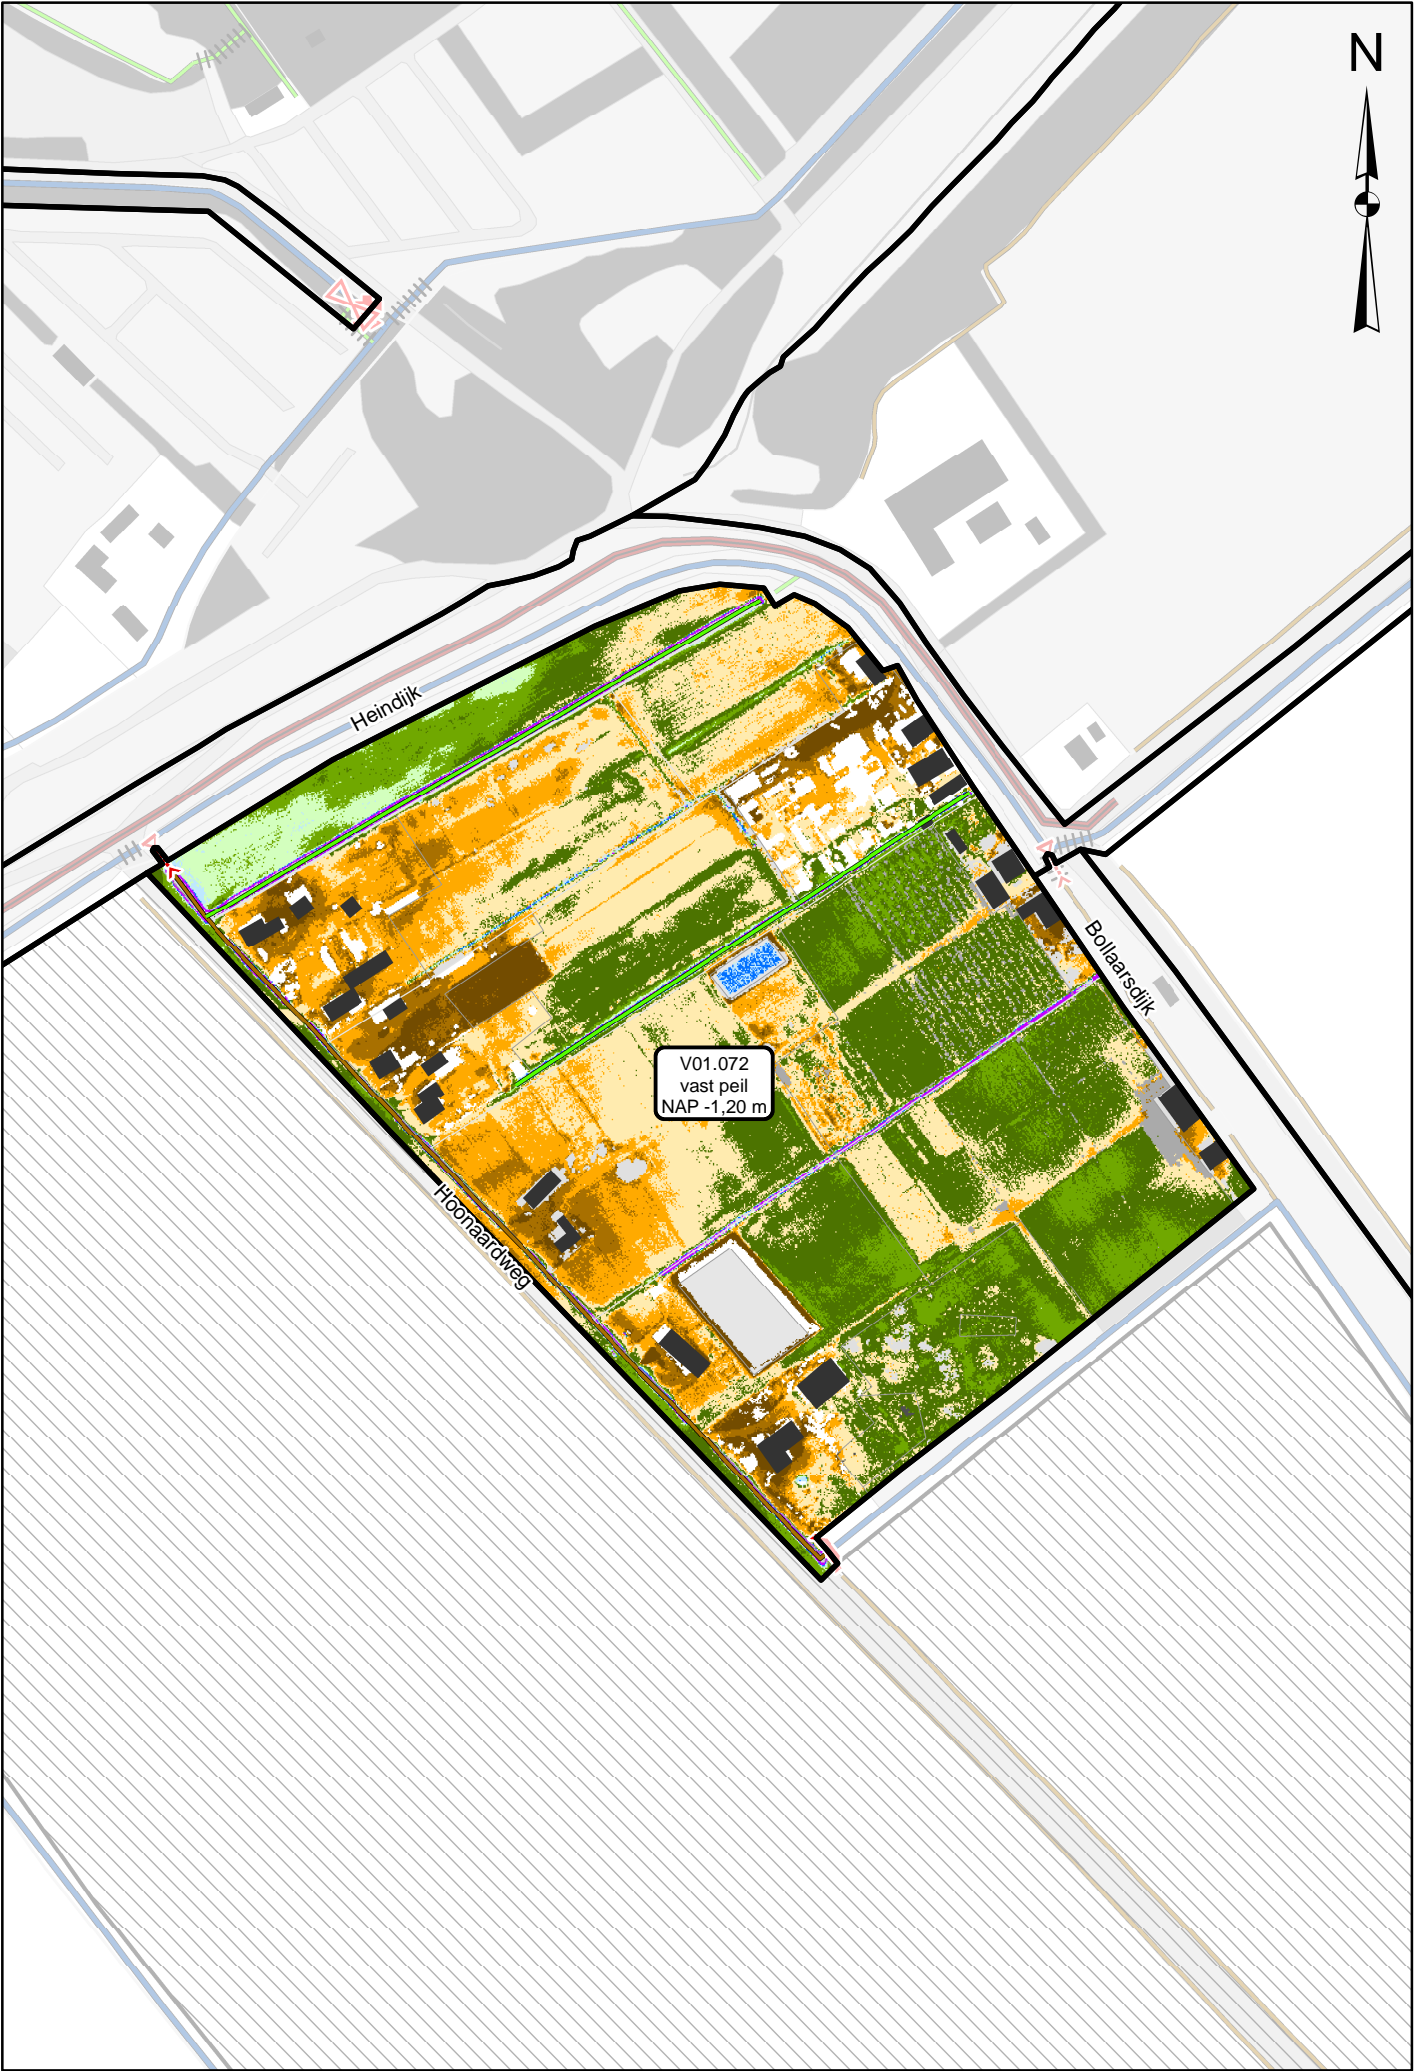 N
Heindijk
Bollaarsdijk
V01.072
vast peil
NAP -1,20 m
Hoonaardweg